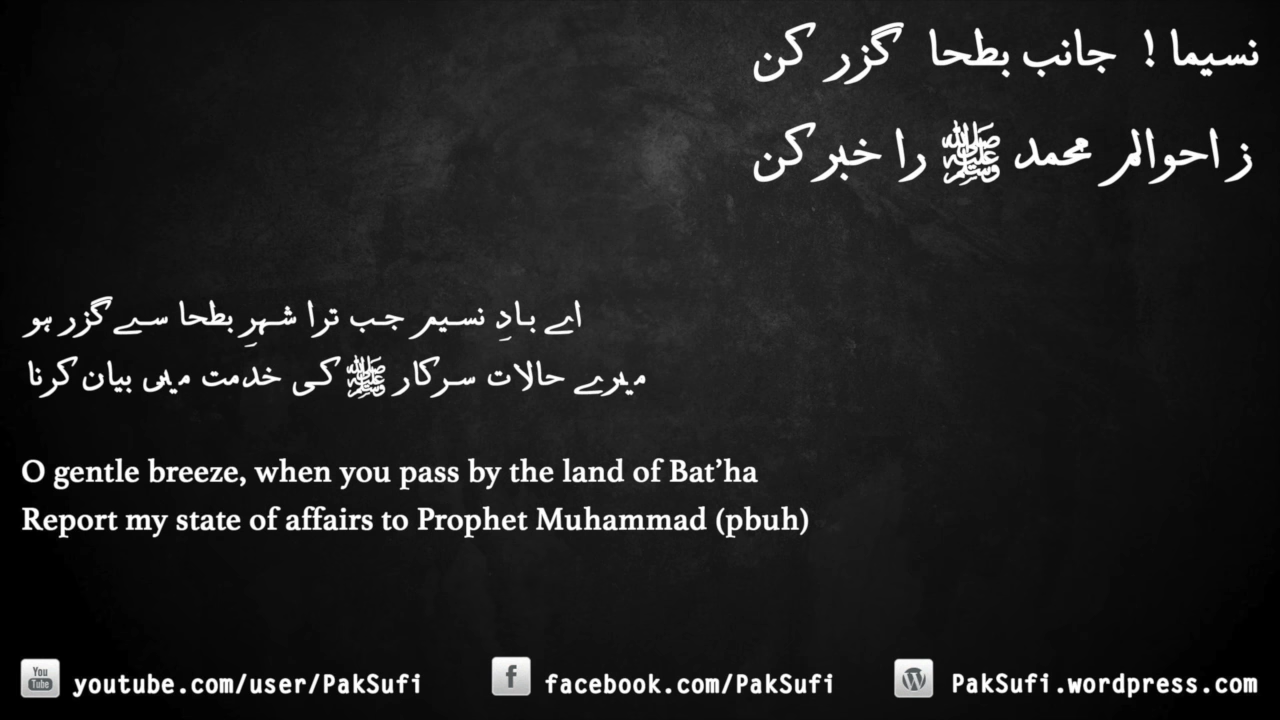 نسیما ! جانب بطحا گزر کن
ز احوالم محمد ﷺ را خبر کن
اے بادِ نسیم جب ترا شہرِ بطحا سے گزر ہو
میرے حالات سرکار ﷺ کی خدمت میں بیان کرنا
O gentle breeze, when you pass by the land of Bat’ha
Report my state of affairs to Prophet Muhammad (pbuh)
You Tube youtube.com/user/PakSufi
f facebook.com/PakSufi
W PakSufi.wordpress.com